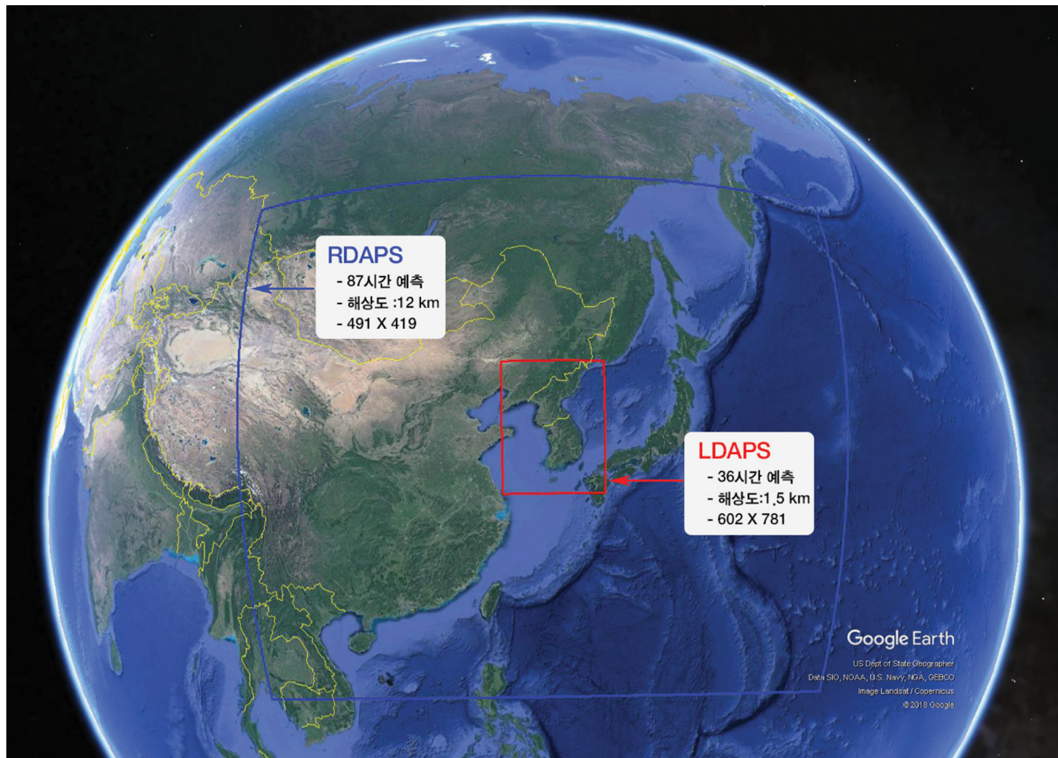 RDAPS
- 87시간 예측
- 해상도 :12 km
- 491 X 419
LDAPS
- 36시간 예측
- 해상도:1.5 km
- 602 X 781
Google Earth
US Dept of State Geographer
Data SIO, NOAA, U.S. Navy, NGA, GEBCO
Image Landsat / Copernicus
© 2018 Google